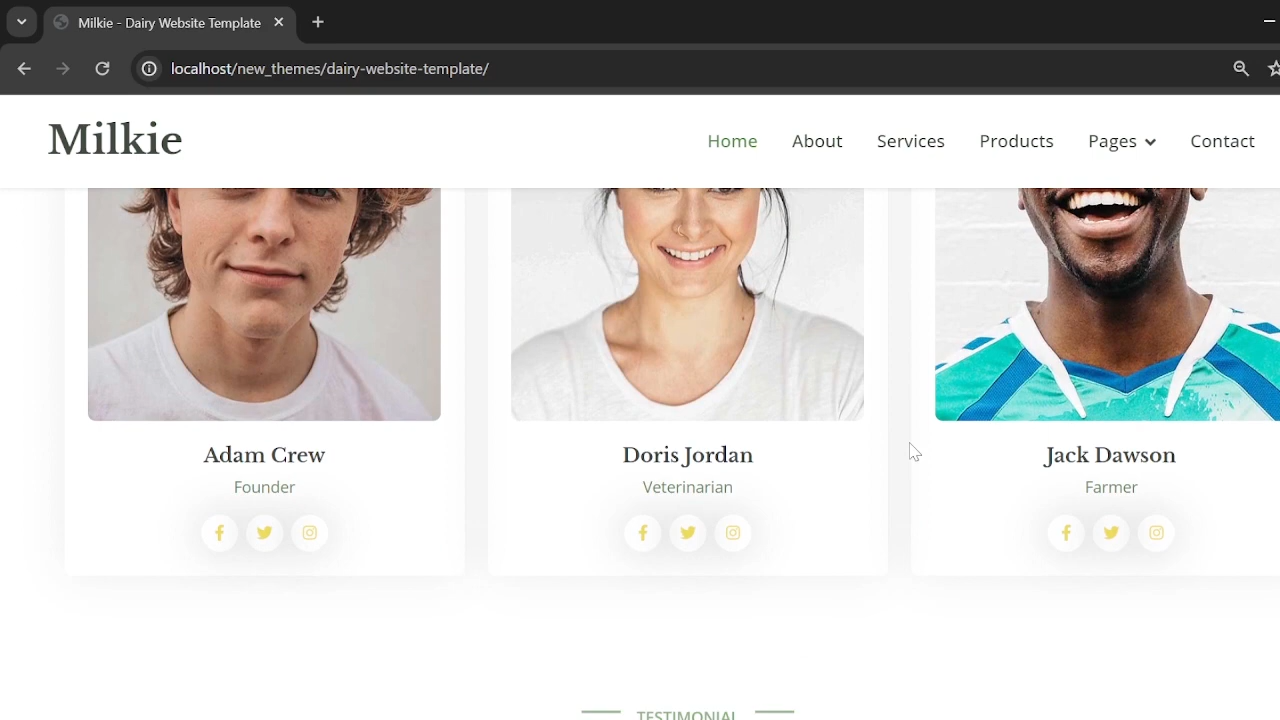 Milkie - Dairy Website Template
localhost/new_themes/dairy-website-template/
Milkie
Home About Services Products Pages Contact
Adam Crew
Founder
Doris Jordan
Veterinarian
Jack Dawson
Farmer
TESTIMONIAL